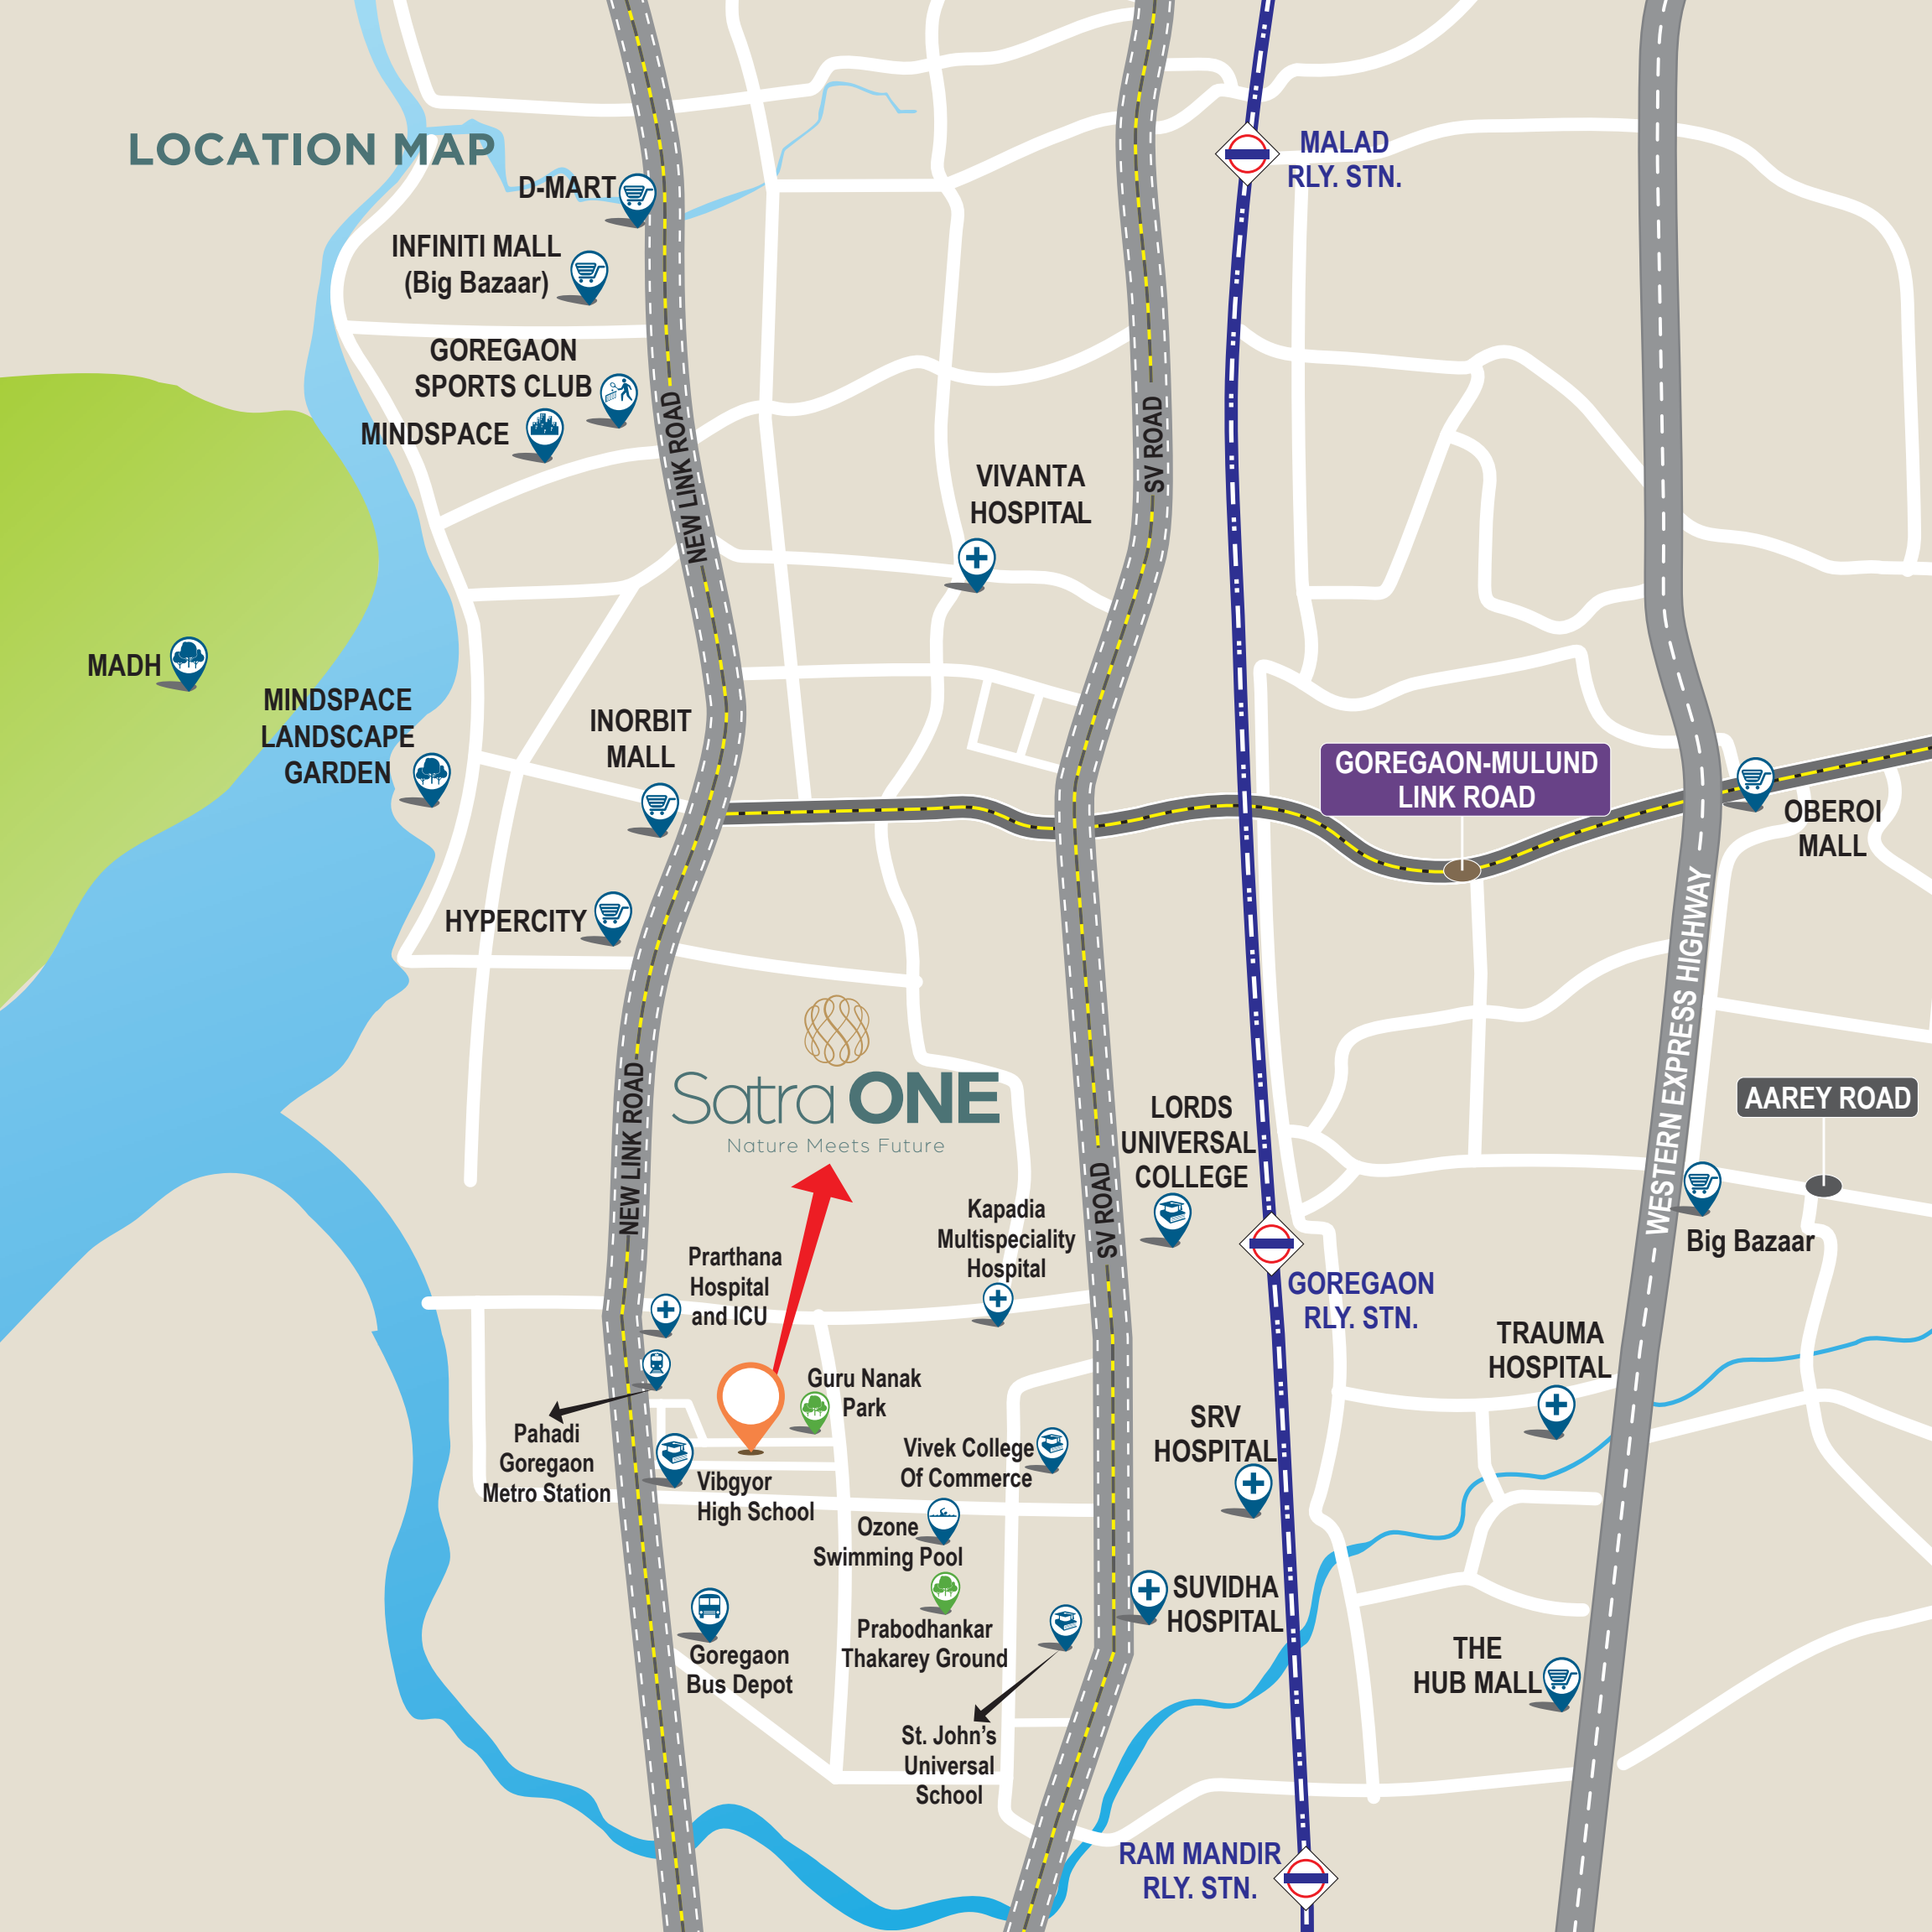 LOCATION MAP
MALAD
RLY. STN.
D-MART
INFINITI MALL
(Big Bazaar)
GOREGAON
SPORTS CLUB
MINDSPACE
NEW LINK ROAD
SV ROAD
VIVANTA
HOSPITAL
MADH
MINDSPACE
LANDSCAPE
GARDEN
INORBIT
MALL
GOREGAON-MULUND
LINK ROAD
OBEROI
MALL
HYPERCITY
WESTERN EXPRESS HIGHWAY
Satra ONE
Nature Meets Future
NEW LINK ROAD
SV ROAD
LORDS
UNIVERSAL
COLLEGE
AAREY ROAD
Big Bazaar
Kapadia
Multispeciality
Hospital
Prarthana
Hospital
and ICU
GOREGAON
RLY. STN.
TRAUMA
HOSPITAL
Guru Nanak
Park
Pahadi
Goregaon
Metro Station
Vibgyor
High School
Vivek College
Of Commerce
SRV
HOSPITAL
Ozone
Swimming Pool
SUVIDHA
HOSPITAL
Prabodhankar
Thakarey Ground
Goregaon
Bus Depot
THE
HUB MALL
St. John's
Universal
School
RAM MANDIR
RLY. STN.